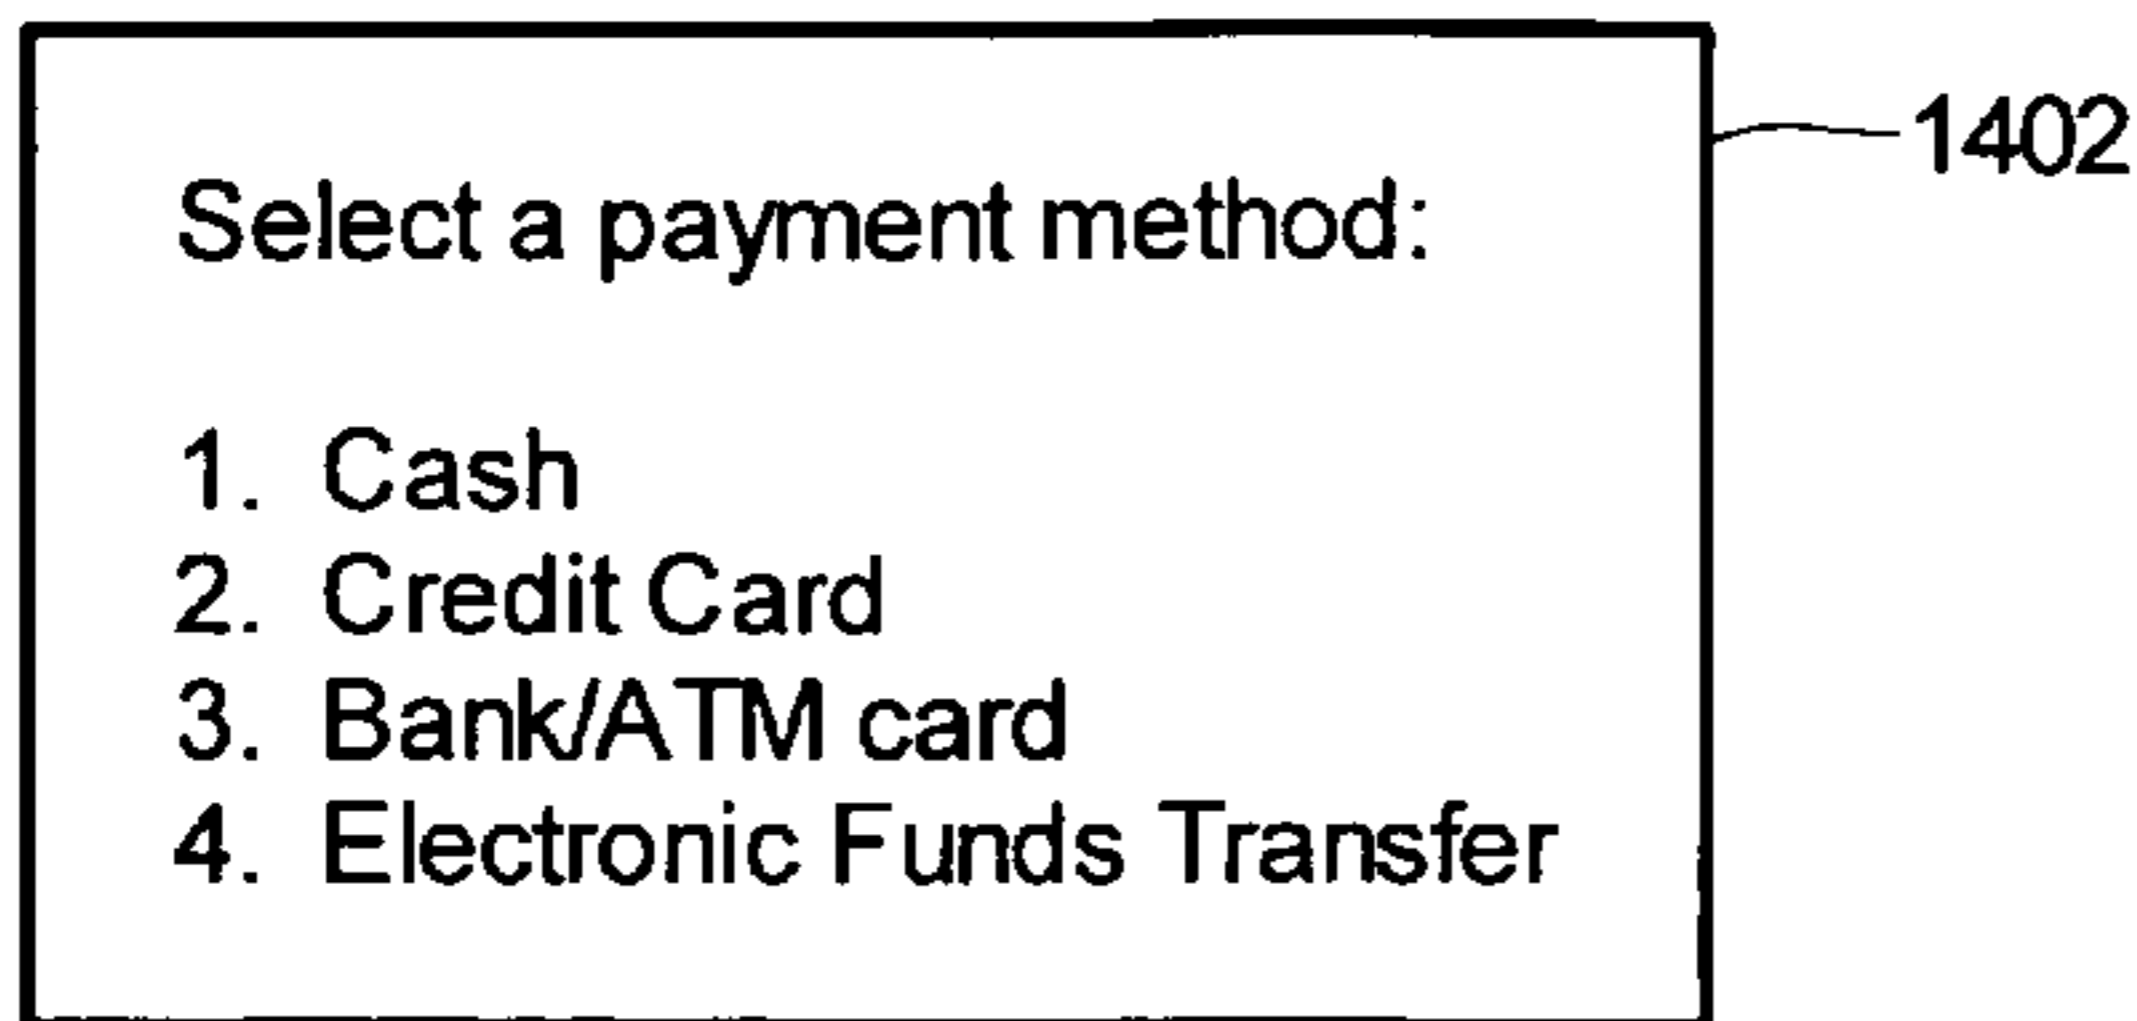 1402
Select a payment method:
1. Cash
2. Credit Card
3. Bank/ATM card
4. Electronic Funds Transfer